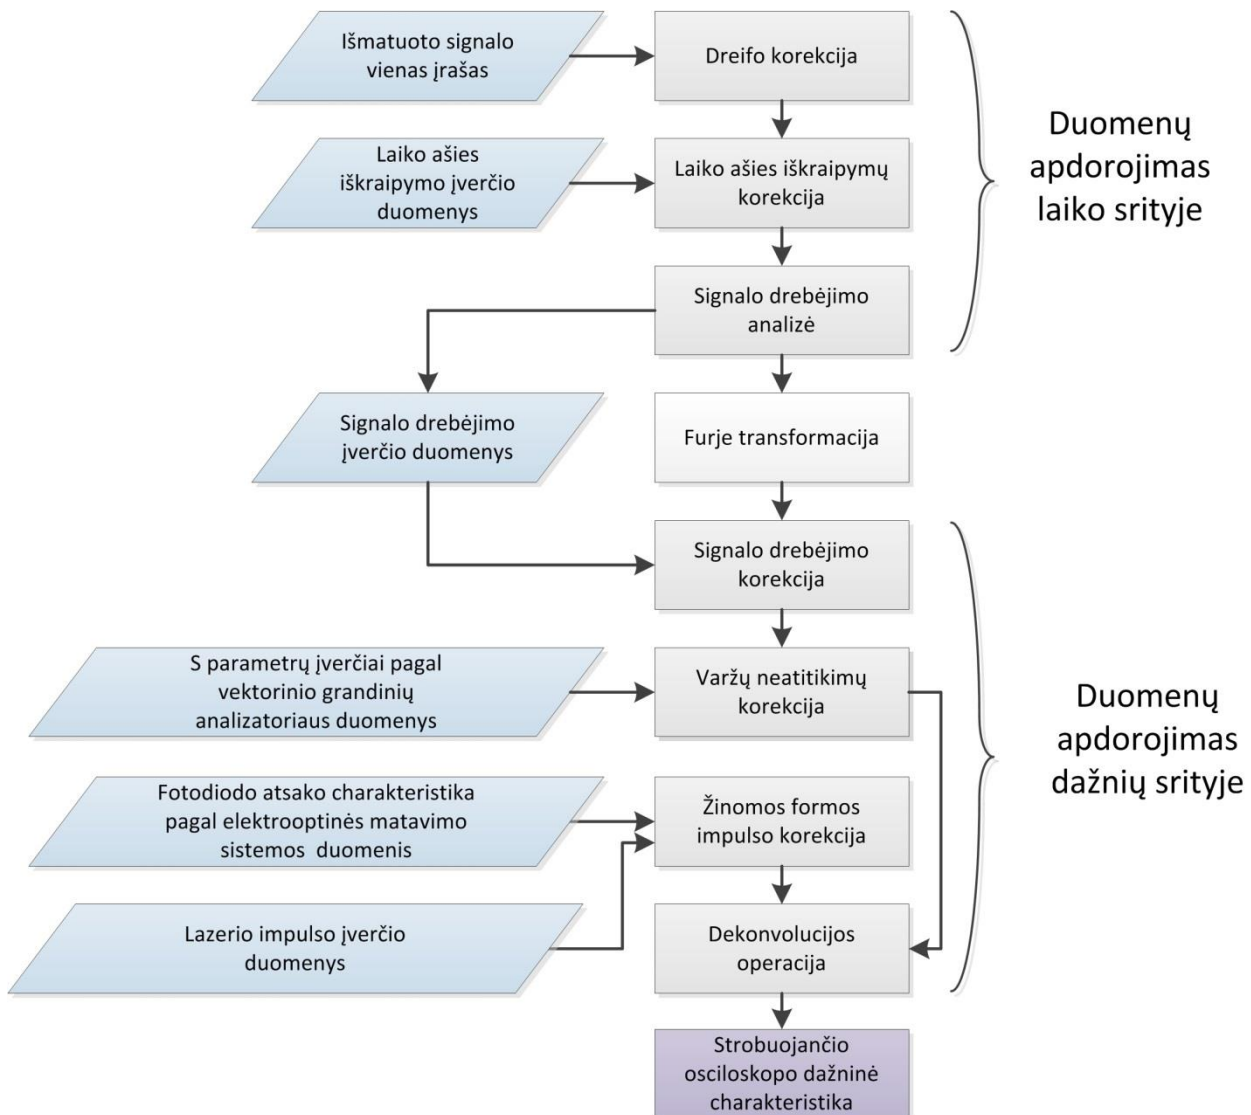 Išmatuoto signalo
vienas įrašas
Dreifo korekcija
Laiko ašies
iškraipymo įverčio
duomenys
Laiko ašies iškraipymų
korekcija
Duomenų
apdorojimas
laiko srityje
Signalo drebėjimo
analizė
Signalo drebėjimo
įverčio duomenys
Furje transformacija
Signalo drebėjimo
korekcija
S parametrų įverčiai pagal
vektorinio grandinių
analizatoriaus duomenys
Varžų neatitikimų
korekcija
Duomenų
apdorojimas
dažnių srityje
Fotodiodo atsako charakteristika
pagal elektrooptinės matavimo
sistemos duomenis
Žinomos formos
impulso korekcija
Lazerio impulso įverčio
duomenys
Dekonvolucijos
operacija
Strobuojančio
osciloskopo dažninė
charakteristika